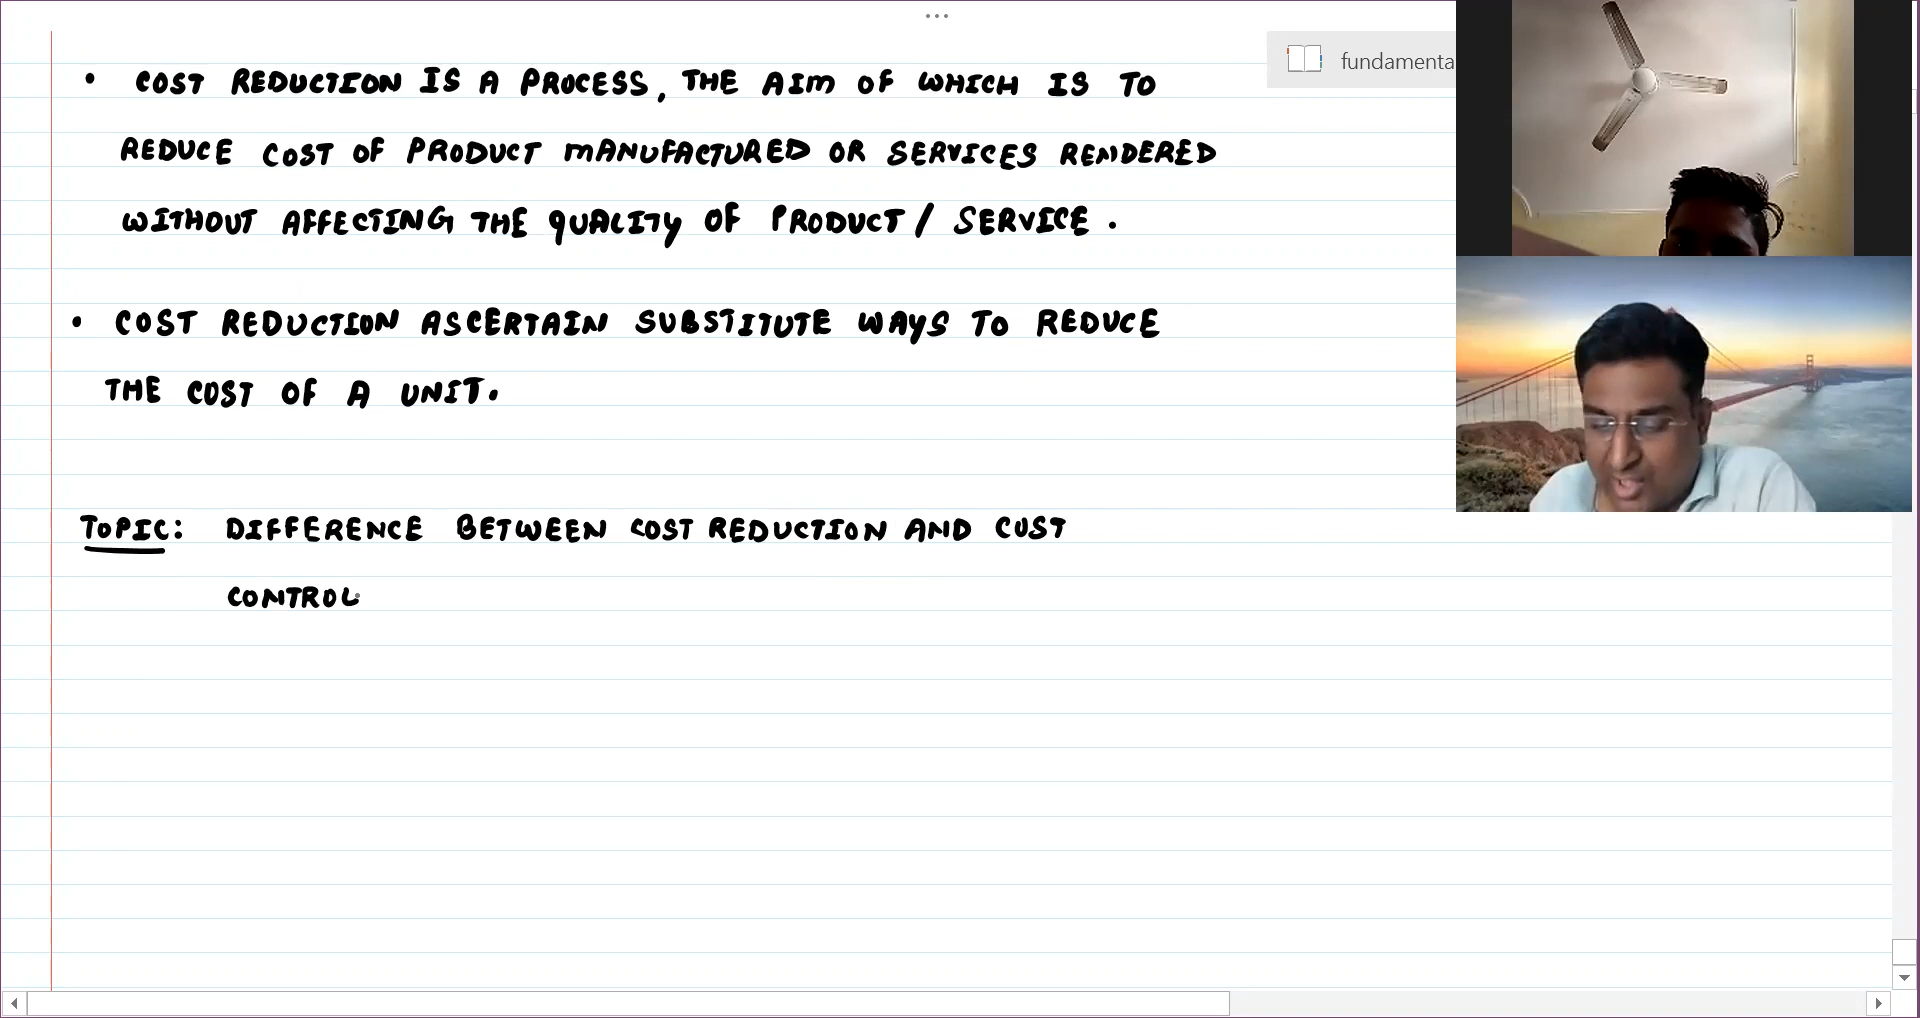 • COST REDUCTION IS A PROCESS, THE AIM OF WHICH IS TO
REDUCE COST OF PRODUCT MANUFACTURED OR SERVICES RENDERED
WITHOUT AFFECTING THE QUALITY OF PRODUCT / SERVICE.
• COST REDUCTION ASCERTAIN SUBSTITUTE WAYS TO REDUCE
THE COST OF A UNIT.
TOPIC: DIFFERENCE BETWEEN COST REDUCTION AND COST
CONTROL
fundamenta